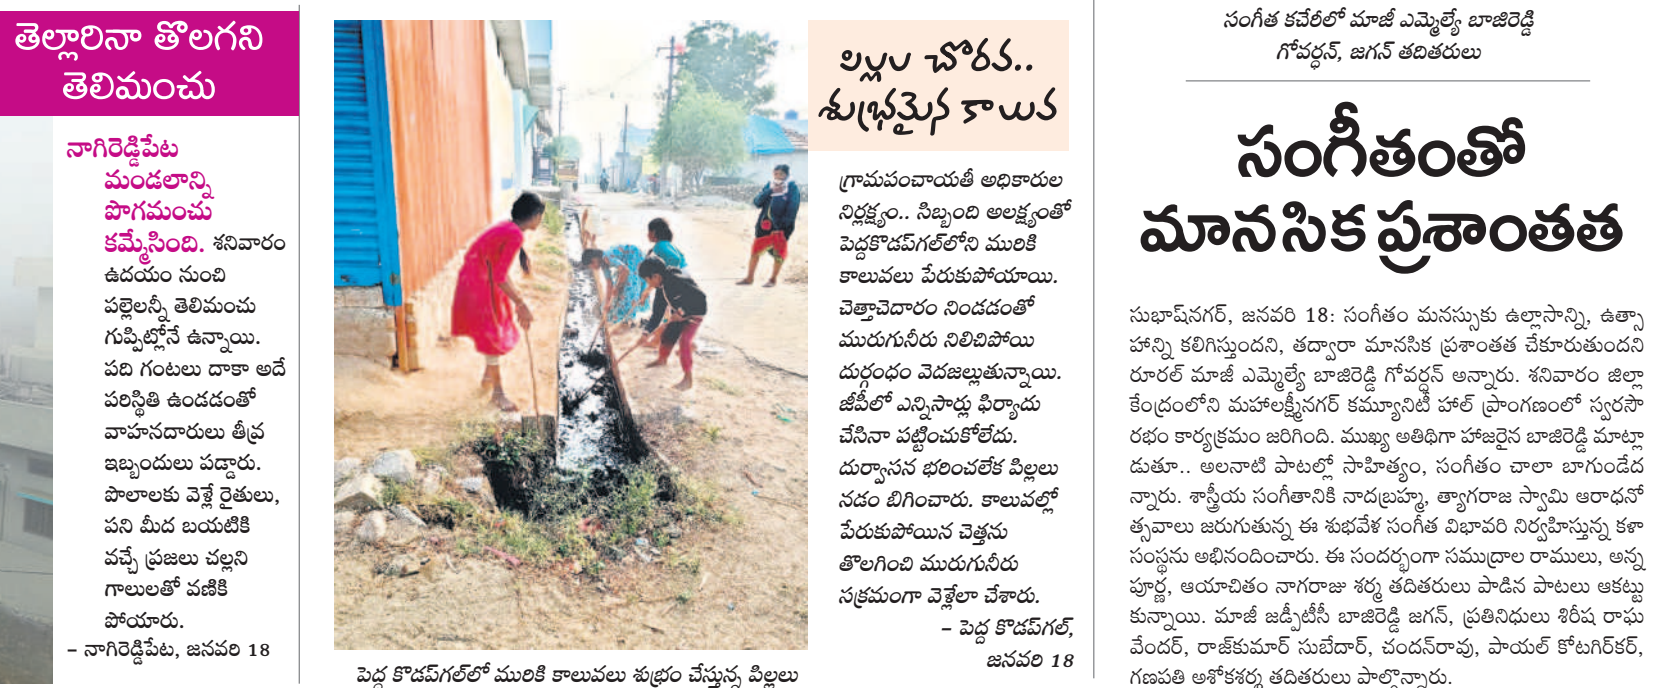 తెల్లారినా తొలగని
తెలిమంచు
నాగిరెడ్డిపేట
మండలాన్ని
పొగమంచు
కమ్మేసింది. శనివారం
ఉదయం నుంచి
పల్లెలన్నీ తెలిమంచు
గుప్పిట్లోనే ఉన్నాయి.
పది గంటలు దాకా అదే
పరిస్థితి ఉండడంతో
వాహనదారులు తీవ్ర
ఇబ్బందులు పడ్డారు.
పొలాలకు వెళ్లే రైతులు,
పని మీద బయటికి
వచ్చే ప్రజలు చల్లని
గాలులతో వణికి
పోయారు.
– నాగిరెడ్డిపేట, జనవరి 18
పెద్ద కొడప్‌గల్‌లో మురికి కాలువలు శుభ్రం చేస్తున్న పిల్లలు
పిల్లల చొరవ..
శుభ్రమైన కాలువ
గ్రామపంచాయతీ అధికారుల
నిర్లక్ష్యం.. సిబ్బంది అలక్ష్యంతో
పెద్దకొడప్‌గల్‌లోని మురికి
కాలువలు పేరుకుపోయాయి.
చెత్తాచెదారం నిండడంతో
మురుగునీరు నిలిచిపోయి
దుర్గంధం వెదజల్లుతున్నాయి.
జీపీలో ఎన్నిసార్లు ఫిర్యాదు
చేసినా పట్టించుకోలేదు.
దుర్వాసన భరించలేక పిల్లలు
నడం బిగించారు. కాలువల్లో
పేరుకుపోయిన చెత్తను
తొలగించి మురుగునీరు
సక్రమంగా వెళ్లేలా చేశారు.
– పెద్ద కొడప్‌గల్,
జనవరి 18
సంగీత కచేరీలో మాజీ ఎమ్మెల్యే బాజిరెడ్డి
గోవర్ధన్, జగన్ తదితరులు
సంగీతంతో
మానసిక ప్రశాంతత
సుభాష్‌నగర్, జనవరి 18: సంగీతం మనస్సుకు ఉల్లాసాన్ని, ఉత్సా
హాన్ని కలిగిస్తుందని, తద్వారా మానసిక ప్రశాంతత చేకూరుతుందని
రూరల్ మాజీ ఎమ్మెల్యే బాజిరెడ్డి గోవర్ధన్ అన్నారు. శనివారం జిల్లా
కేంద్రంలోని మహాలక్ష్మీనగర్ కమ్యూనిటీ హాల్ ప్రాంగణంలో స్వరసౌ
రభం కార్యక్రమం జరిగింది. ముఖ్య అతిథిగా హాజరైన బాజిరెడ్డి మాట్లా
డుతూ.. అలనాటి పాటల్లో సాహిత్యం, సంగీతం చాలా బాగుండేద
న్నారు. శాస్త్రీయ సంగీతానికి నాదబ్రహ్మ, త్యాగరాజ స్వామి ఆరాధనో
త్సవాలు జరుగుతున్న ఈ శుభవేళ సంగీత విభావరి నిర్వహిస్తున్న కళా
సంస్థను అభినందించారు. ఈ సందర్భంగా సముద్రాల రాములు, అన్న
పూర్ణ, ఆయాచితం నాగరాజు శర్మ తదితరులు పాడిన పాటలు ఆకట్టు
కున్నాయి. మాజీ జడ్పీటీసీ బాజిరెడ్డి జగన్, ప్రతినిధులు శిరీష రాఘ
వేందర్, రాజ్‌కుమార్ సుబేదార్, చందన్‌రావు, పాయల్ కోటగిర్‌కర్,
గణపతి అశోకశర్మ తదితరులు పాల్గొన్నారు.